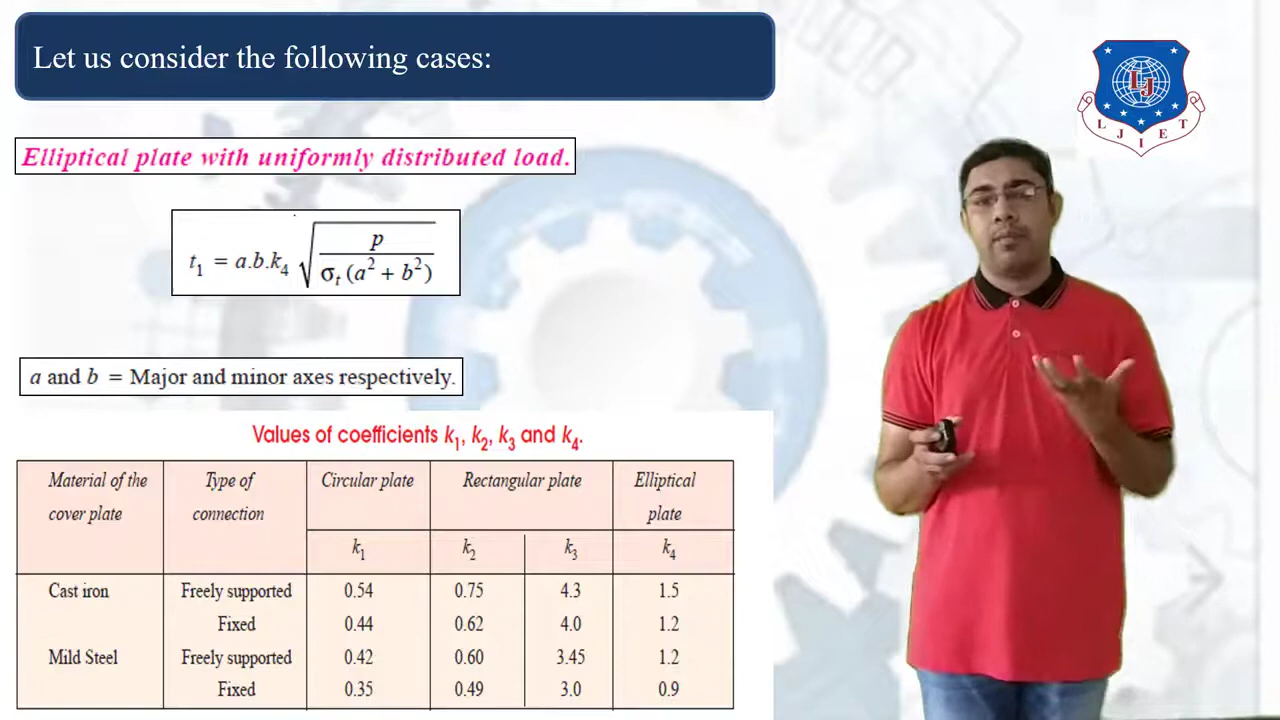 Let us consider the following cases:
LJ
L J I E T
Elliptical plate with uniformly distributed load.
t₁ = a.b.k₄ √(p / σₜ (a² + b²))
a and b = Major and minor axes respectively.
Values of coefficients k₁, k₂, k₃ and k₄.
Material of the cover plate | Type of connection | Circular plate | Rectangular plate | Elliptical plate
k₁ | k₂ | k₃ | k₄
Cast iron | Freely supported | 0.54 | 0.75 | 4.3 | 1.5
Fixed | 0.44 | 0.62 | 4.0 | 1.2
Mild Steel | Freely supported | 0.42 | 0.60 | 3.45 | 1.2
Fixed | 0.35 | 0.49 | 3.0 | 0.9